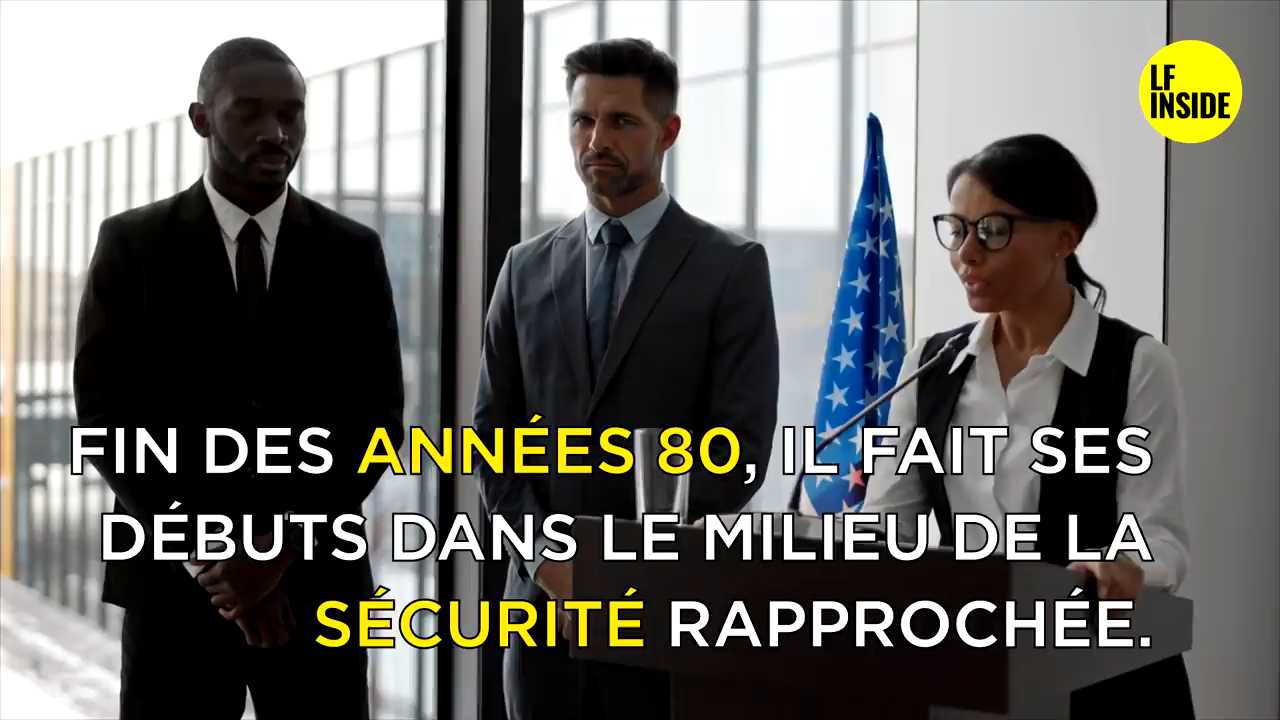 LF
INSIDE
FIN DES ANNÉES 80, IL FAIT SES
DÉBUTS DANS LE MILIEU DE LA
SÉCURITÉ RAPPROCHÉE.